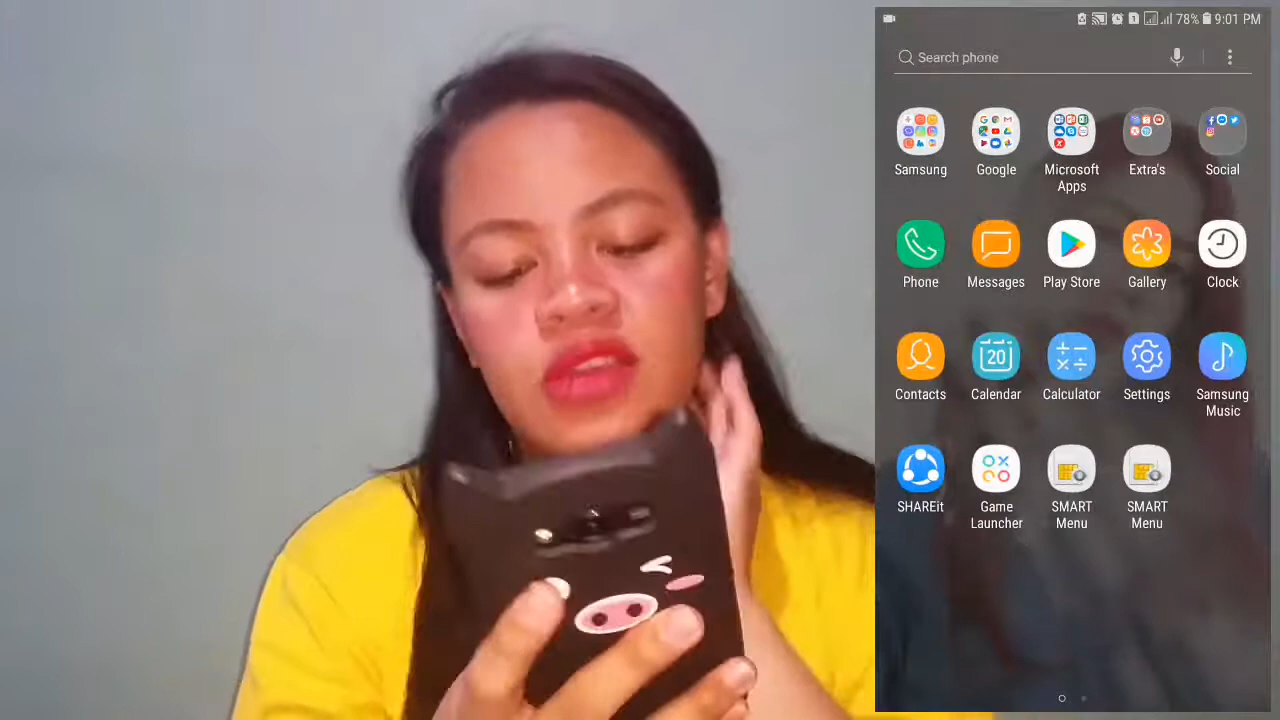 78% 9:01 PM
Search phone
Samsung
Google
Microsoft
Apps
Extra's
Social
Phone
Messages
Play Store
Gallery
Clock
Contacts
20
Calendar
Calculator
Settings
Samsung
Music
SHAREit
Game
Launcher
SMART
Menu
SMART
Menu